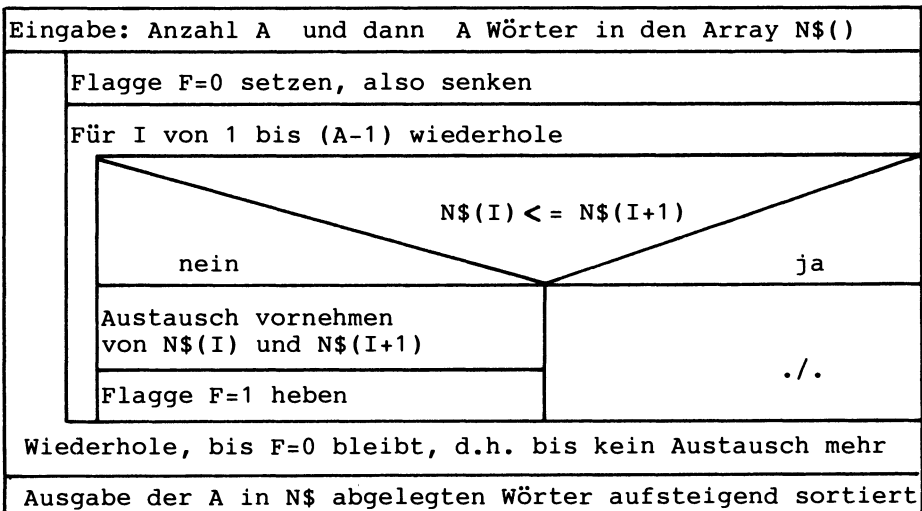 Eingabe: Anzahl A und dann A Wörter in den Array N$()
Flagge F=0 setzen, also senken
Für I von 1 bis (A-1) wiederhole
N$(I) < = N$(I+1)
nein
ja
Austausch vornehmen
von N$(I) und N$(I+1)
./.
Flagge F=1 heben
Wiederhole, bis F=0 bleibt, d.h. bis kein Austausch mehr
Ausgabe der A in N$ abgelegten Wörter aufsteigend sortiert